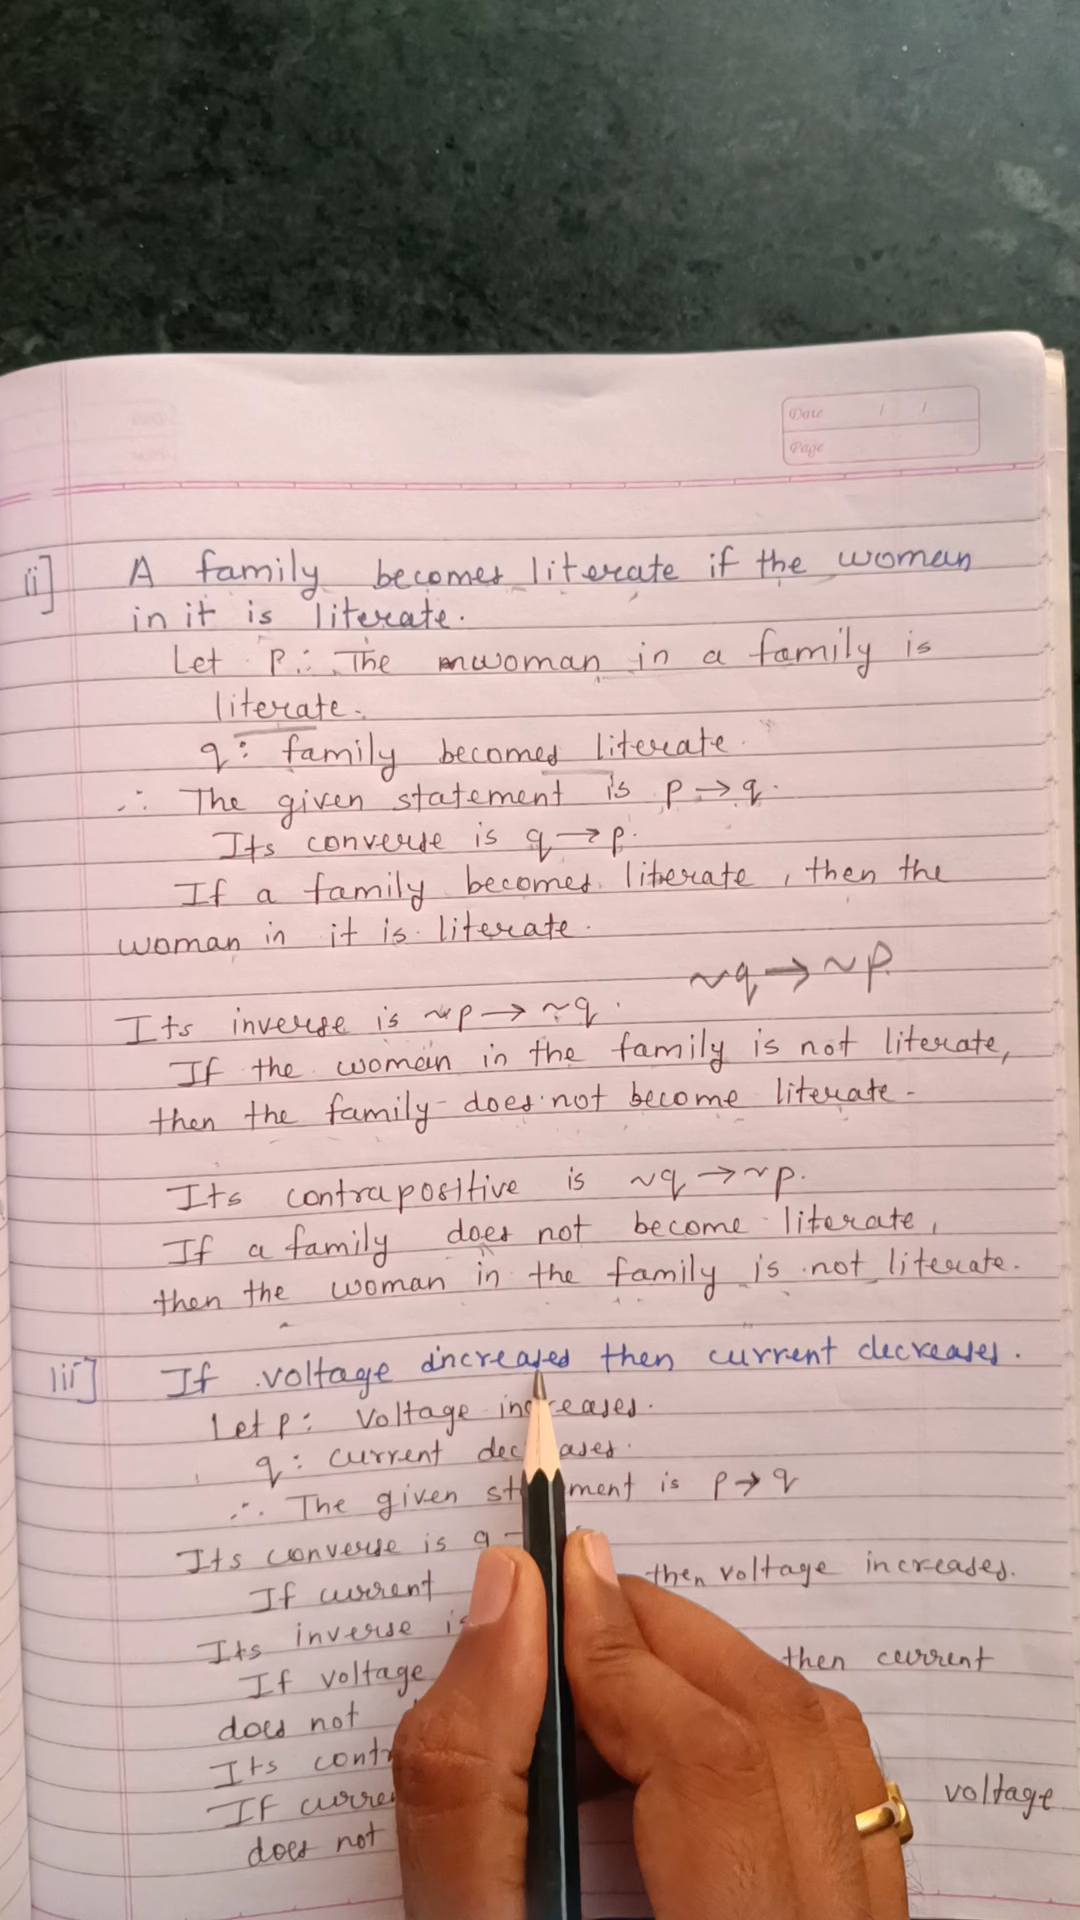 Date / /
Page
ii] A family becomes literate if the woman
in it is literate.
Let p: The woman in a family is
literate.
q: family becomes literate.
∴ The given statement is p → q.
Its converse is q → p.
If a family becomes literate, then the
woman in it is literate.
~q → ~p
Its inverse is ~p → ~q.
If the woman in the family is not literate,
then the family does not become literate.
Its contrapositive is ~q → ~p.
If a family does not become literate,
then the woman in the family is not literate.
iii] If voltage increases then current decreases.
Let p: Voltage increases.
q: current decreases.
∴ The given statement is p → q
Its converse is q →
If current then voltage increases.
Its inverse is
If voltage then current
does not
Its
If voltage
does not